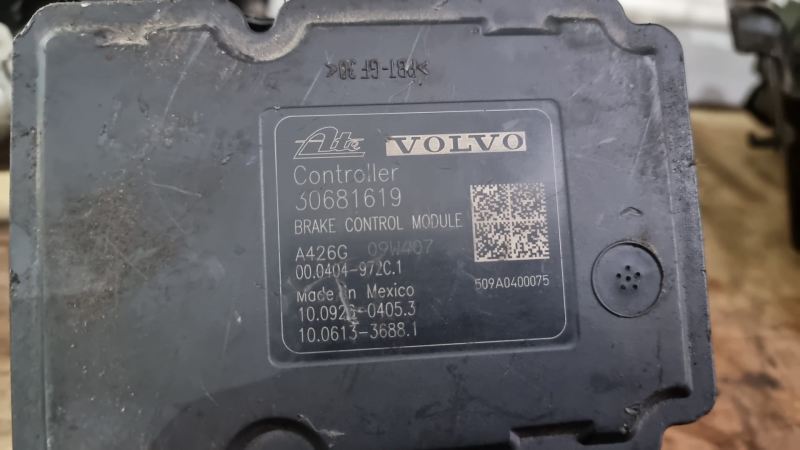 >PBT-GF30<
Ate VOLVO
Controller
30681619
BRAKE CONTROL MODULE
A426G 09W407
00.0404-972C.1
509A0400075
Made in Mexico
10.0926-0405.3
10.0613-3688.1